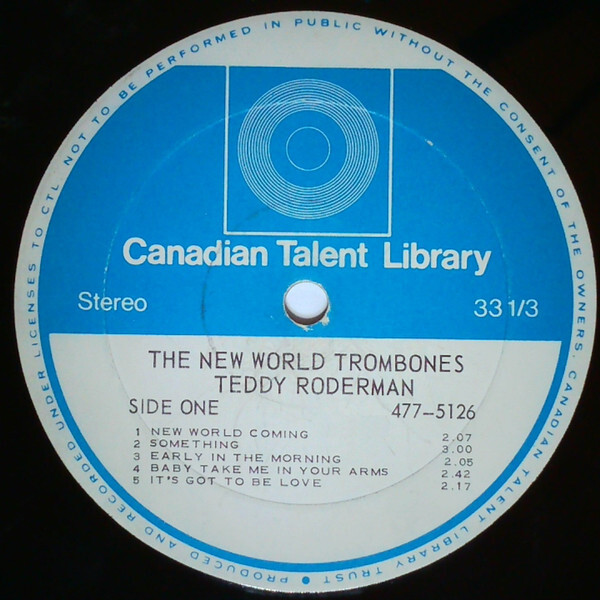 PRODUCED AND RECORDED UNDER LICENSES TO CTL NOT TO BE PERFORMED IN PUBLIC WITHOUT THE CONSENT OF THE OWNERS, CANADIAN TALENT LIBRARY TRUST •
Canadian Talent Library
Stereo 33 1/3
THE NEW WORLD TROMBONES
TEDDY RODERMAN
SIDE ONE 477-5126
1 NEW WORLD COMING 2.07
2 SOMETHING 3.00
3 EARLY IN THE MORNING 2.05
4 BABY TAKE ME IN YOUR ARMS 2.42
5 IT'S GOT TO BE LOVE 2.17